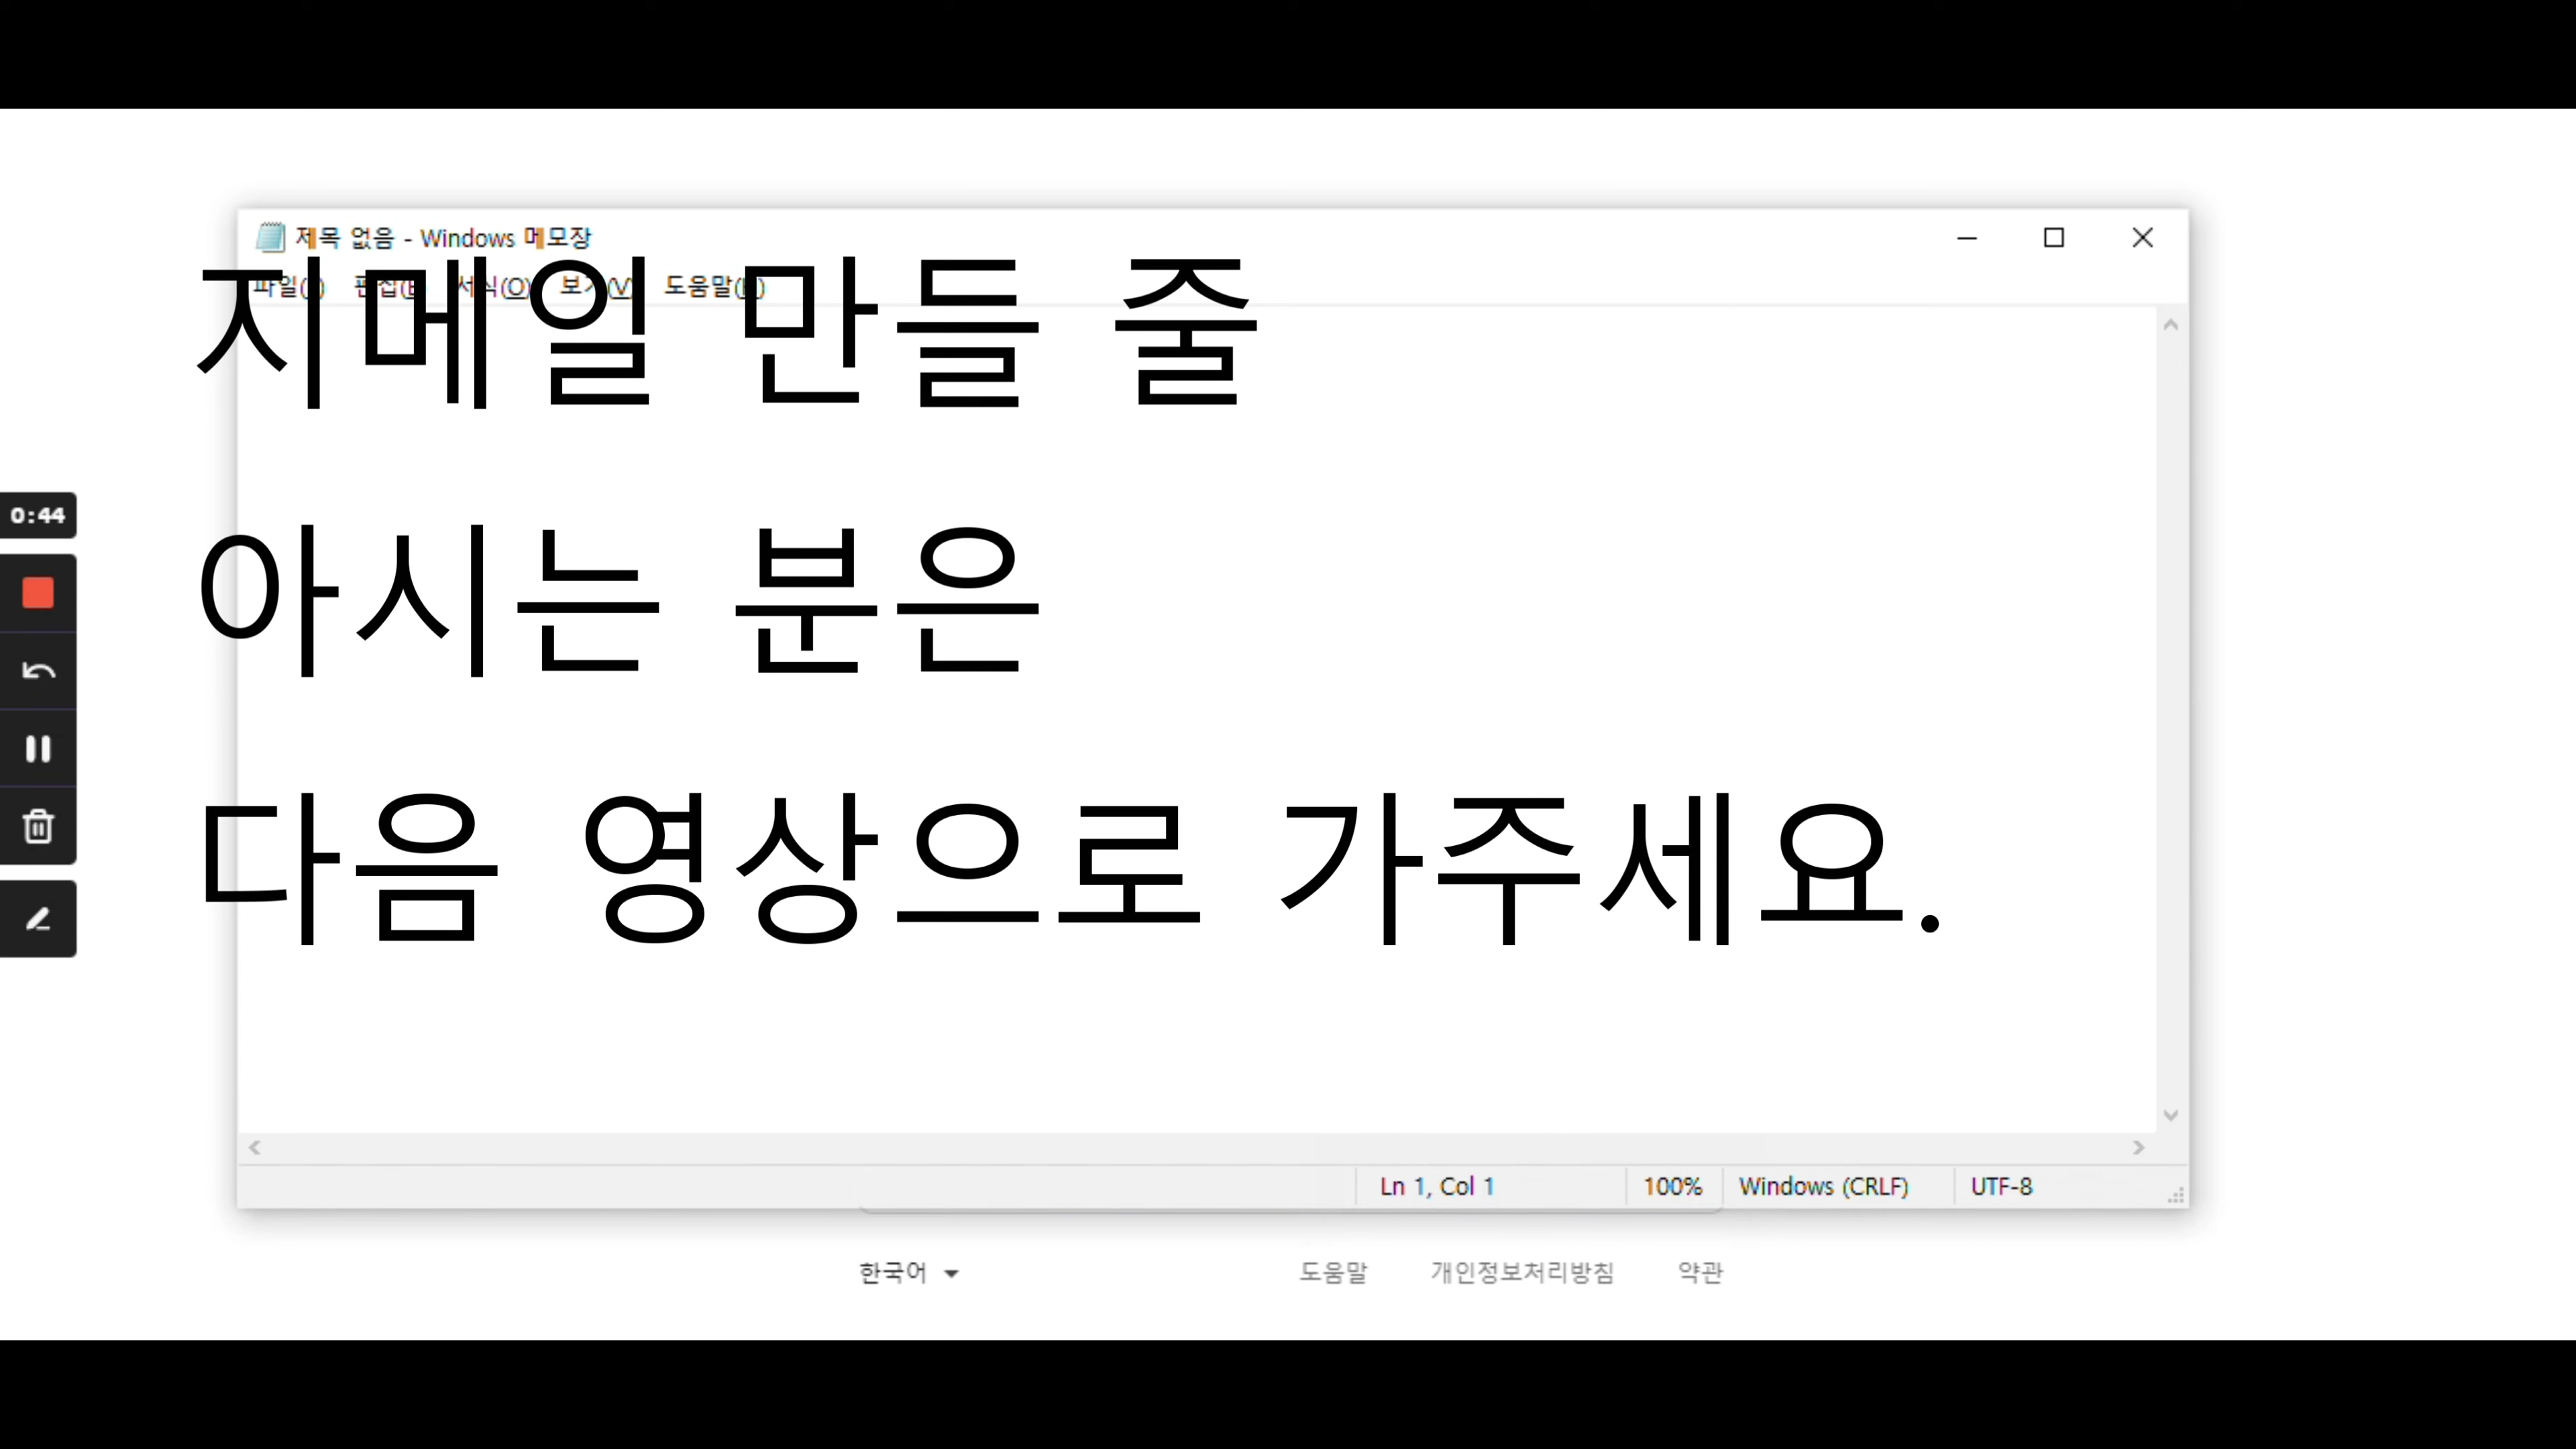 제목 없음 - Windows 메모장
지메일 만들 줄
0:44
아시는 분은
다음 영상으로 가주세요.
Ln 1, Col 1 100% Windows (CRLF) UTF-8
한국어 도움말 개인정보처리방침 약관